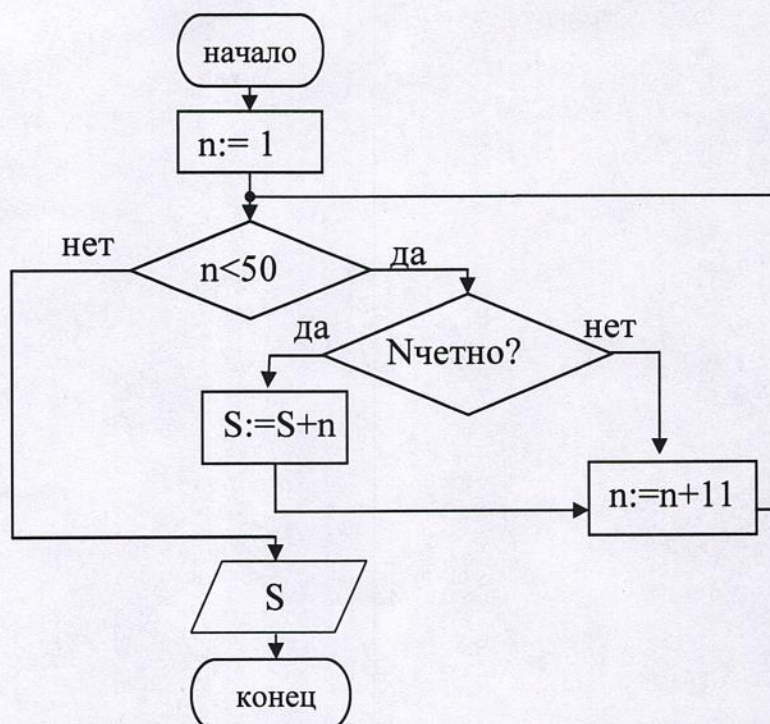 начало
n:= 1
n<50
нет
да
Nчетно?
да
нет
S:=S+n
n:=n+11
S
конец